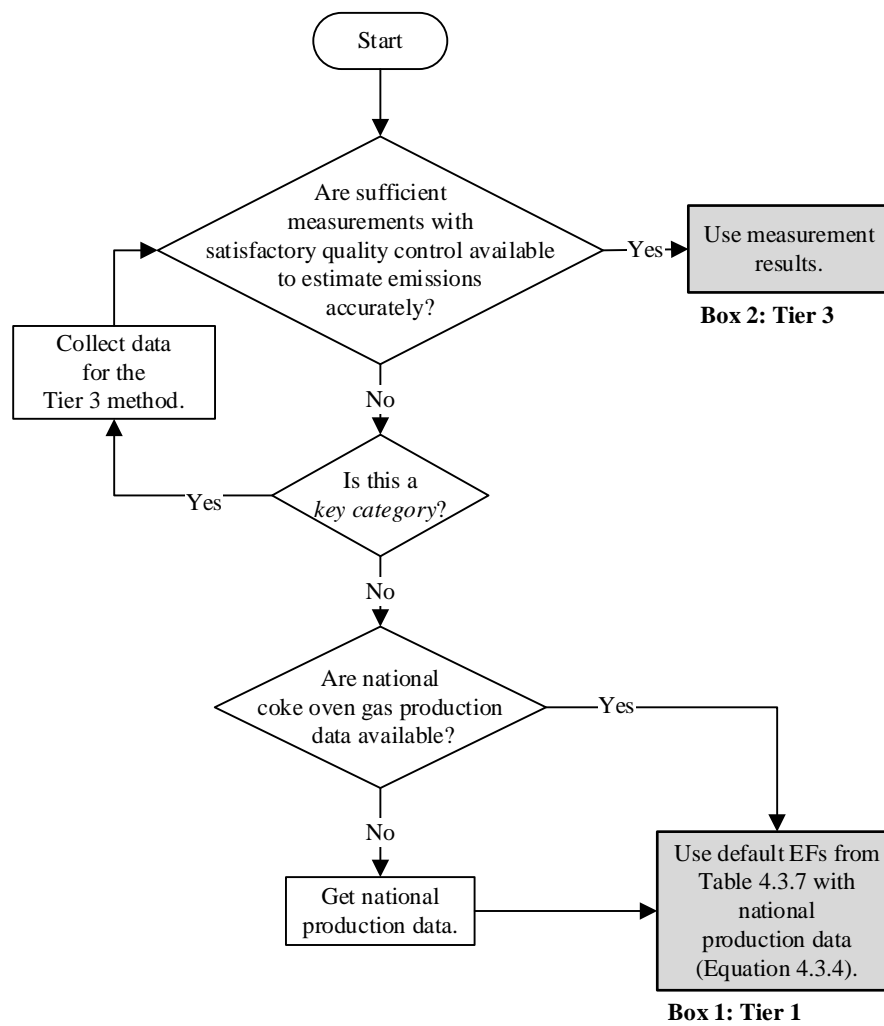 Start
Are sufficient
measurements with
satisfactory quality control available
to estimate emissions
accurately?
Yes
Use measurement
results.
Box 2: Tier 3
Collect data
for the
Tier 3 method.
No
Is this a
key category?
Yes
No
Are national
coke oven gas production
data available?
Yes
No
Get national
production data.
Use default EFs from
Table 4.3.7 with
national
production data
(Equation 4.3.4).
Box 1: Tier 1